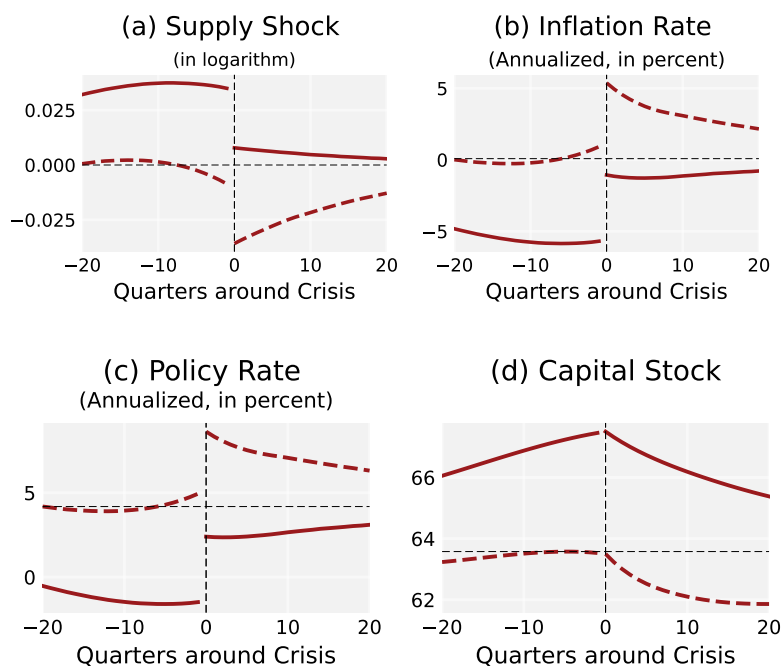 (a) Supply Shock
(in logarithm)
0.025
0.000
−0.025
−20 −10 0 10 20
Quarters around Crisis
(b) Inflation Rate
(Annualized, in percent)
5
0
−5
−20 −10 0 10 20
Quarters around Crisis
(c) Policy Rate
(Annualized, in percent)
5
0
−20 −10 0 10 20
Quarters around Crisis
(d) Capital Stock
66
64
62
−20 −10 0 10 20
Quarters around Crisis